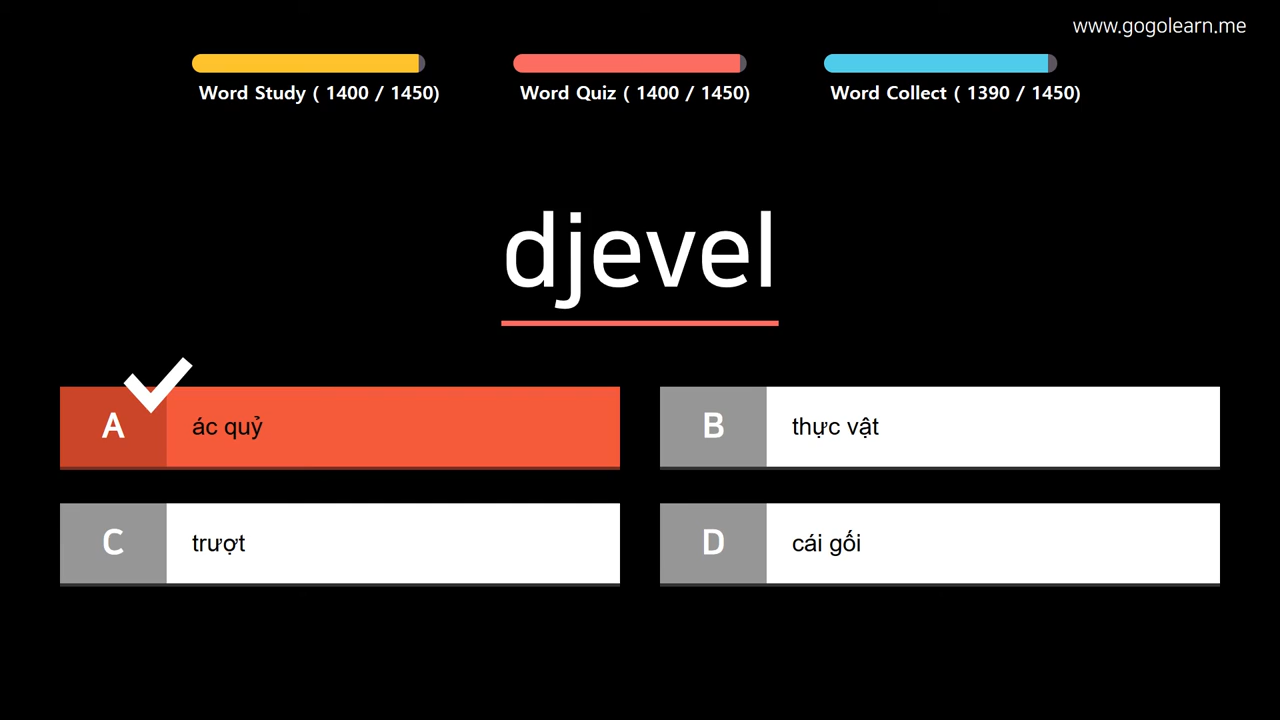 www.gogolearn.me
Word Study ( 1400 / 1450)
Word Quiz ( 1400 / 1450)
Word Collect ( 1390 / 1450)
djevel
A ác quỷ
B thực vật
C trượt
D cái gối